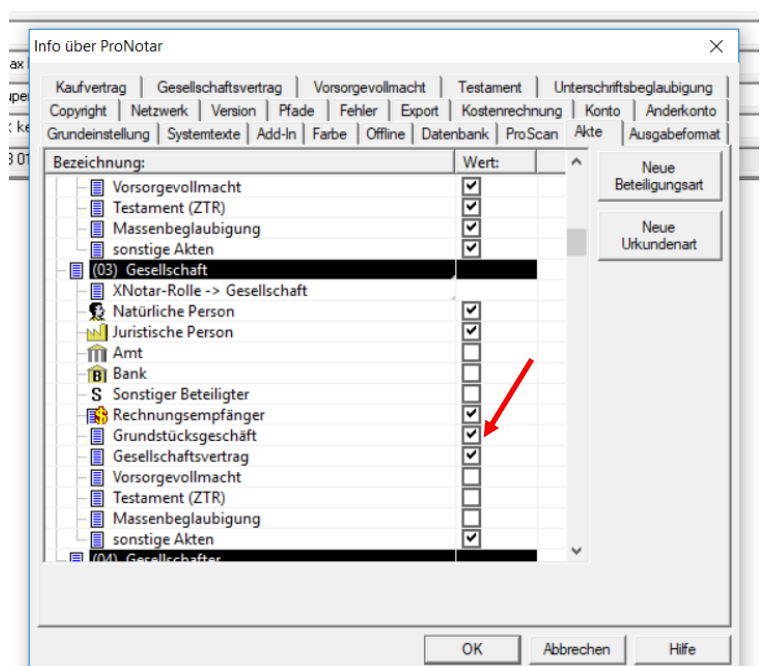 Info über ProNotar
Kaufvertrag Gesellschaftsvertrag Vorsorgevollmacht Testament Unterschriftsbeglaubigung
Copyright Netzwerk Version Pfade Fehler Export Kostenrechnung Konto Anderkonto
Grundeinstellung Systemtexte Add-In Farbe Offline Datenbank ProScan Akte Ausgabeformat
Bezeichnung: Wert:
Neue
Beteiligungsart
Neue
Urkundenart
Vorsorgevollmacht
Testament (ZTR)
Massenbeglaubigung
sonstige Akten
(03) Gesellschaft
XNotar-Rolle -> Gesellschaft
Natürliche Person
Juristische Person
Amt
B Bank
S Sonstiger Beteiligter
Rechnungsempfänger
Grundstücksgeschäft
Gesellschaftsvertrag
Vorsorgevollmacht
Testament (ZTR)
Massenbeglaubigung
sonstige Akten
(04) Gesellschafter
OK Abbrechen Hilfe